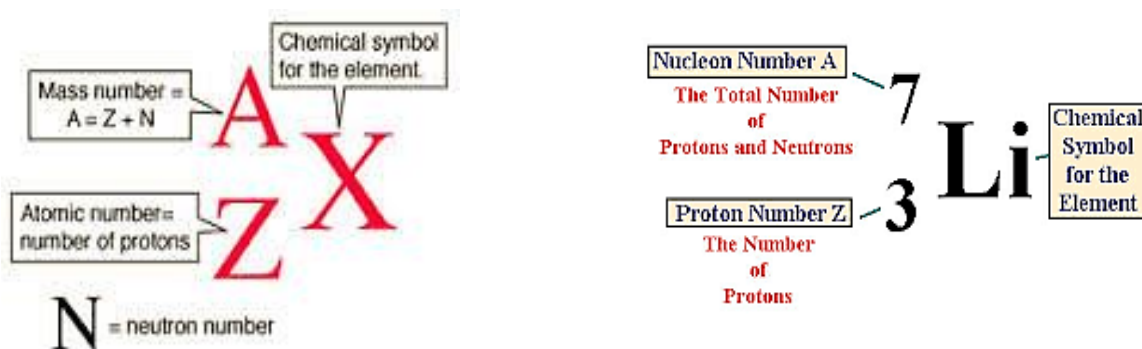 Chemical symbol
for the element.
Mass number =
A = Z + N
A
X
Atomic number=
number of protons
Z
N = neutron number
Nucleon Number A
The Total Number
of
Protons and Neutrons
7
Li
Chemical
Symbol
for the
Element
Proton Number Z
3
The Number
of
Protons